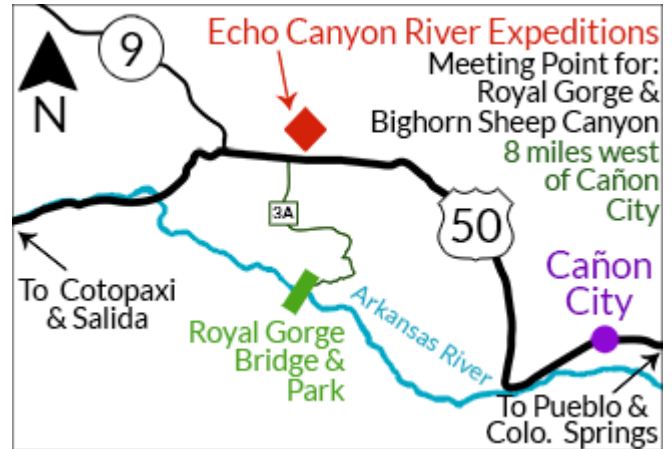 Echo Canyon River Expeditions
Meeting Point for:
Royal Gorge &
Bighorn Sheep Canyon
8 miles west
of Cañon
City
9
N
3A
50
Cañon
City
To Cotopaxi
& Salida
Royal Gorge
Bridge &
Park
Arkansas River
To Pueblo &
Colo. Springs